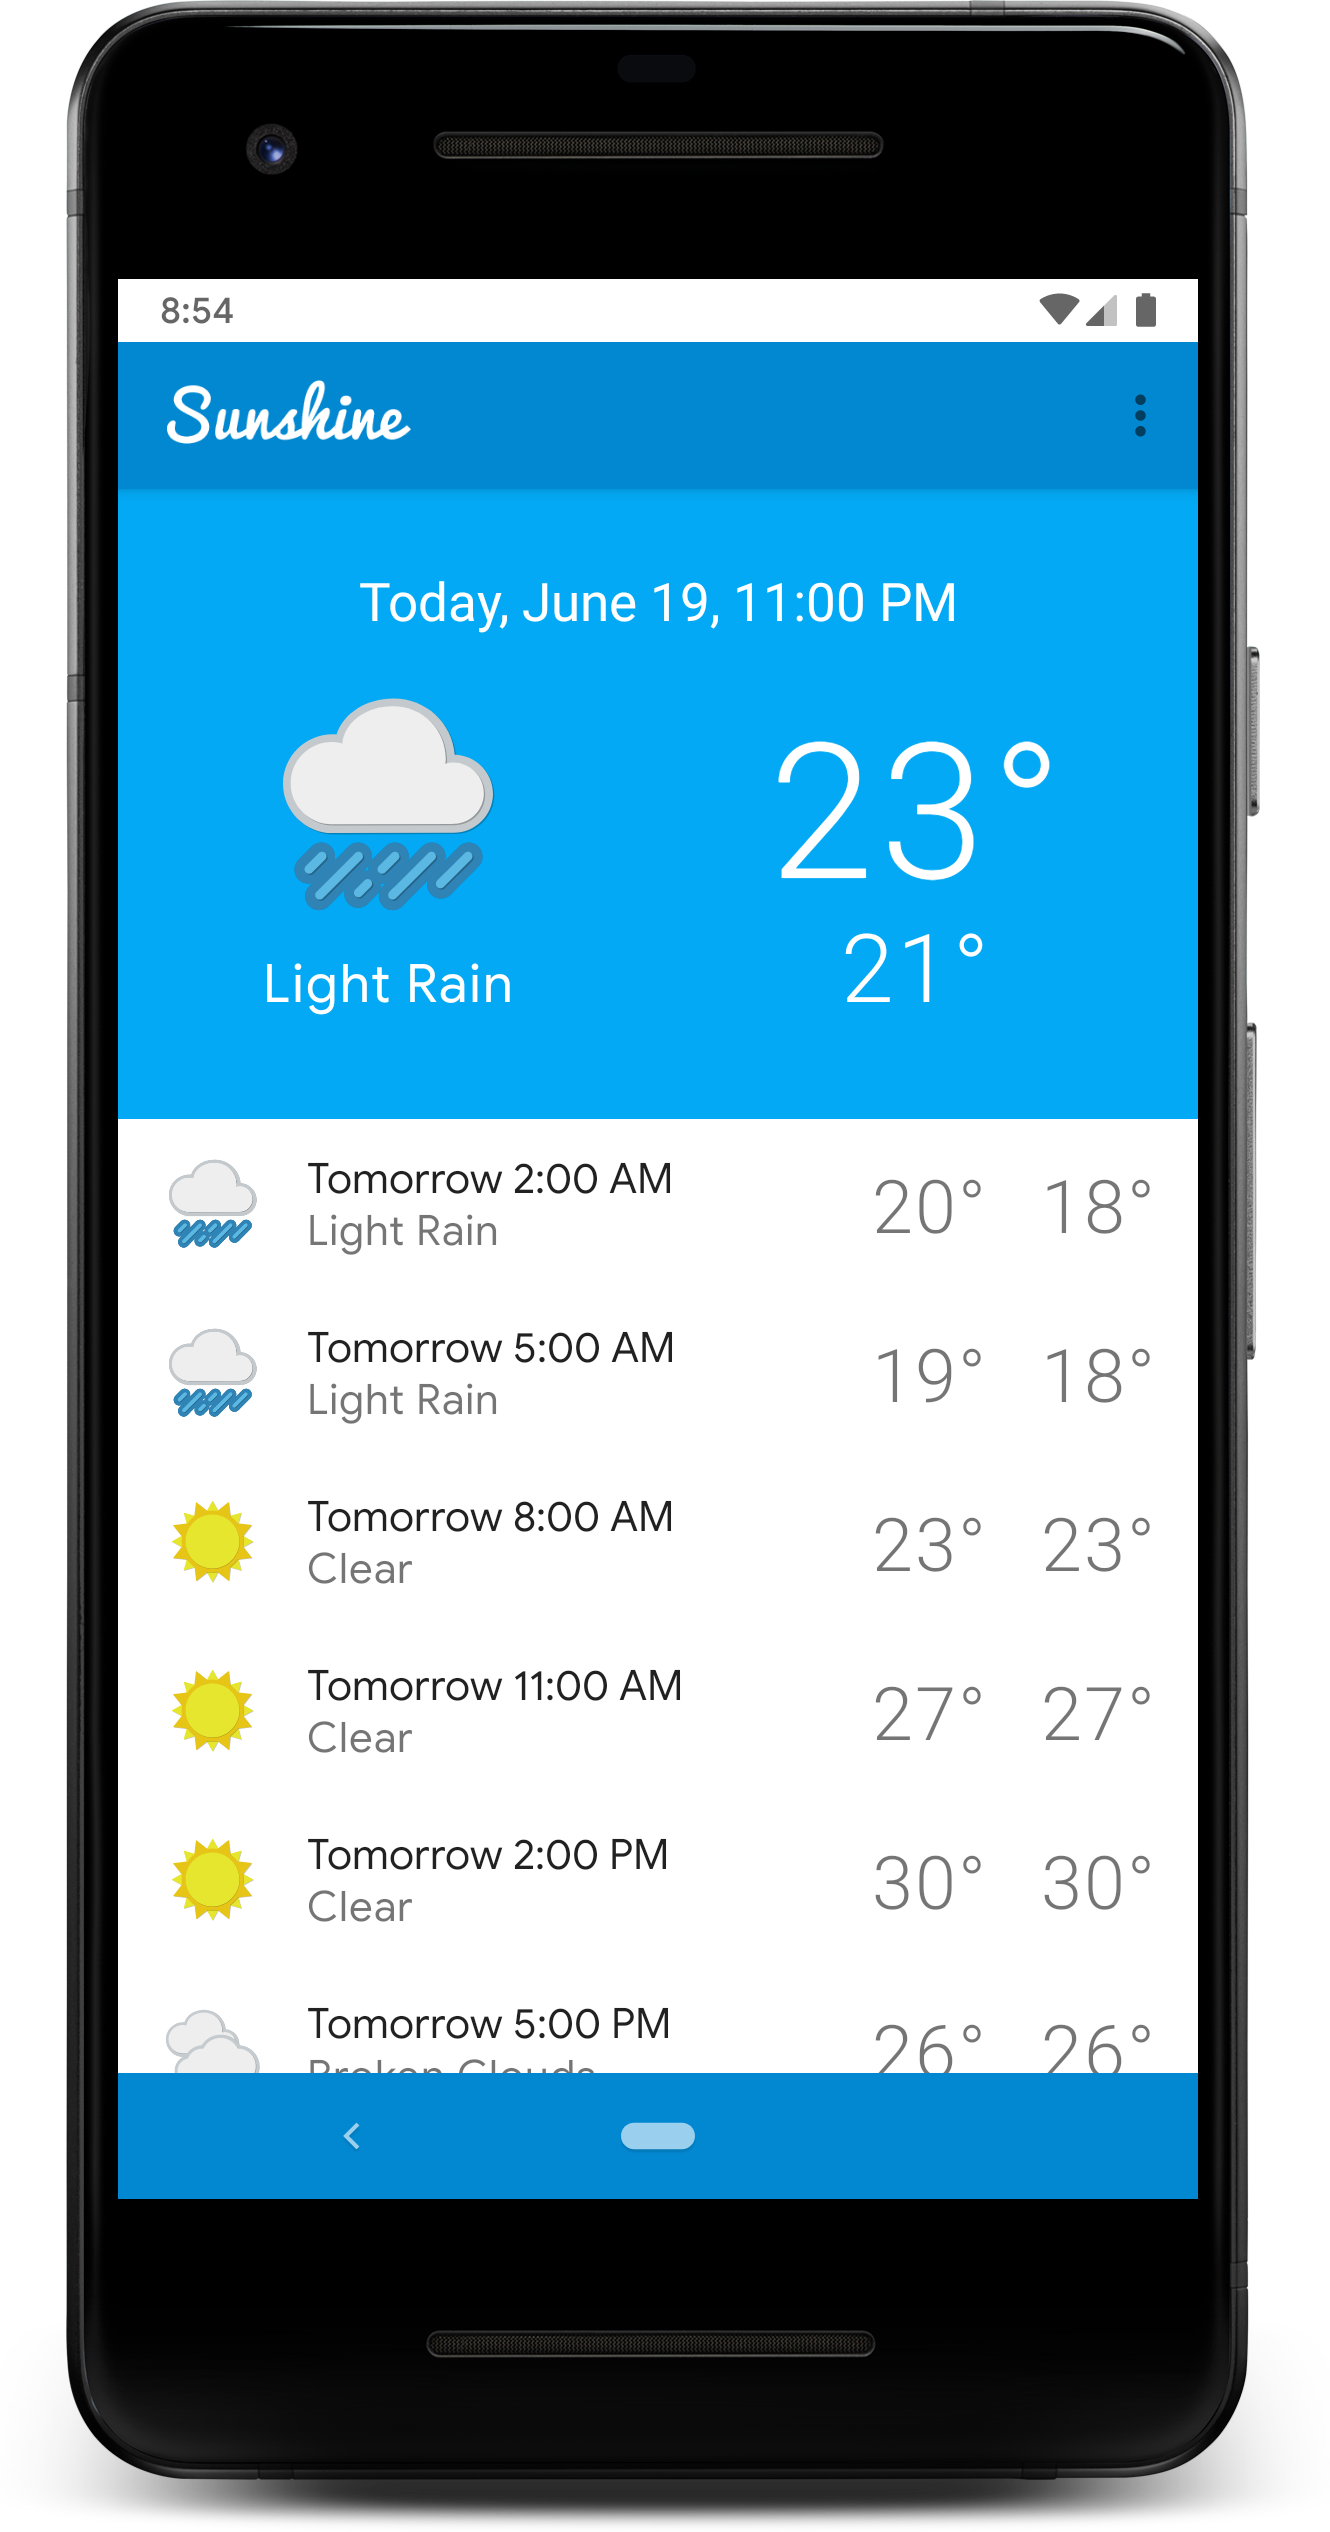 8:54
Sunshine
Today, June 19, 11:00 PM
23°
21°
Light Rain
Tomorrow 2:00 AM
Light Rain
20° 18°
Tomorrow 5:00 AM
Light Rain
19° 18°
Tomorrow 8:00 AM
Clear
23° 23°
Tomorrow 11:00 AM
Clear
27° 27°
Tomorrow 2:00 PM
Clear
30° 30°
Tomorrow 5:00 PM
Broken Clouds
26° 26°